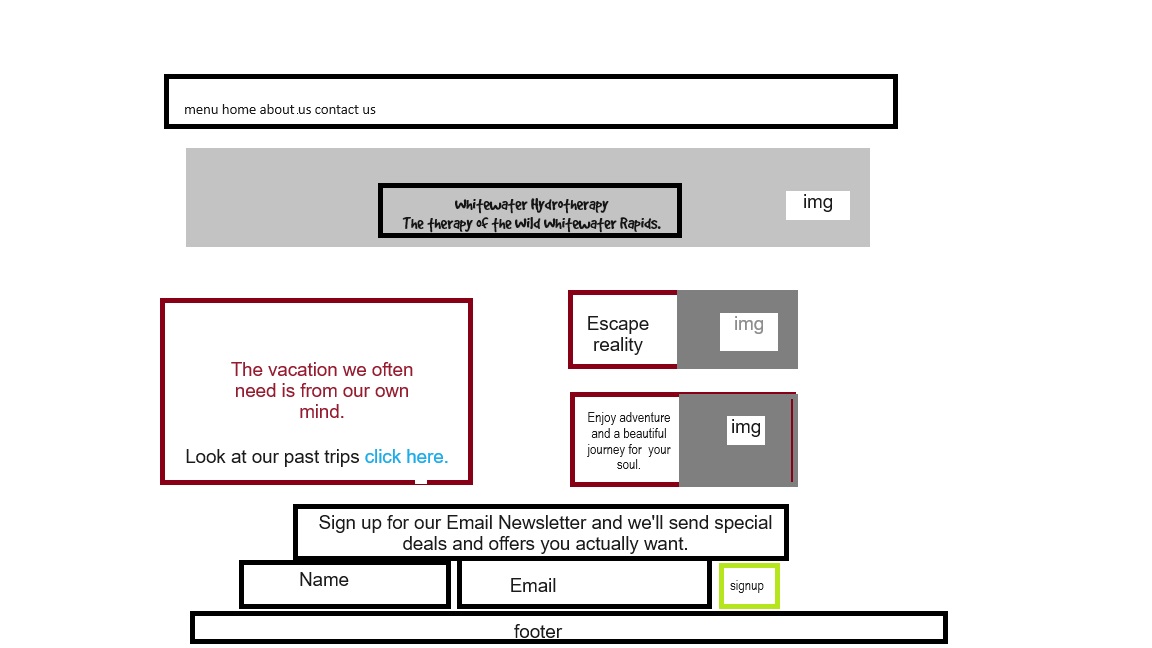 menu home about.us contact us
Whitewater Hydrotherapy
The therapy of the Wild Whitewater Rapids.
img
The vacation we often
need is from our own
mind.
Look at our past trips click here.
Escape
reality
img
Enjoy adventure
and a beautiful
journey for your
soul.
img
Sign up for our Email Newsletter and we'll send special
deals and offers you actually want.
Name
Email
signup
footer